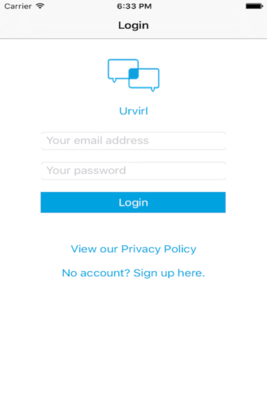 Carrier 6:33 PM
Login
Urvirl
Your email address
Your password
Login
View our Privacy Policy
No account? Sign up here.